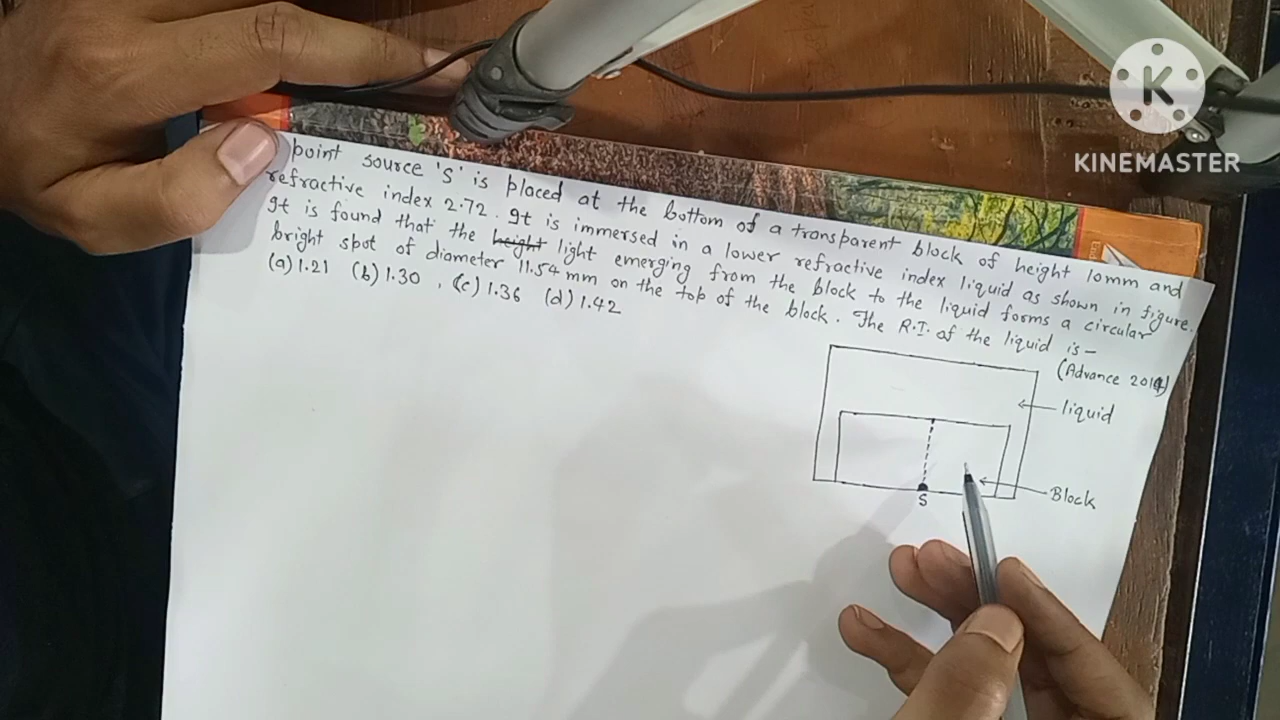 point source 'S' is placed at the bottom of a transparent block of height 10mm and
refractive index 2.72. It is immersed in a lower refractive index liquid as shown in figure.
It is found that the height light emerging from the block to the liquid forms a circular
bright spot of diameter 11.54 mm on the top of the block. The R.I. of the liquid is-
(a) 1.21 (b) 1.30, (c) 1.36 (d) 1.42
(Advance 2014)
liquid
Block
S
K
KINEMASTER